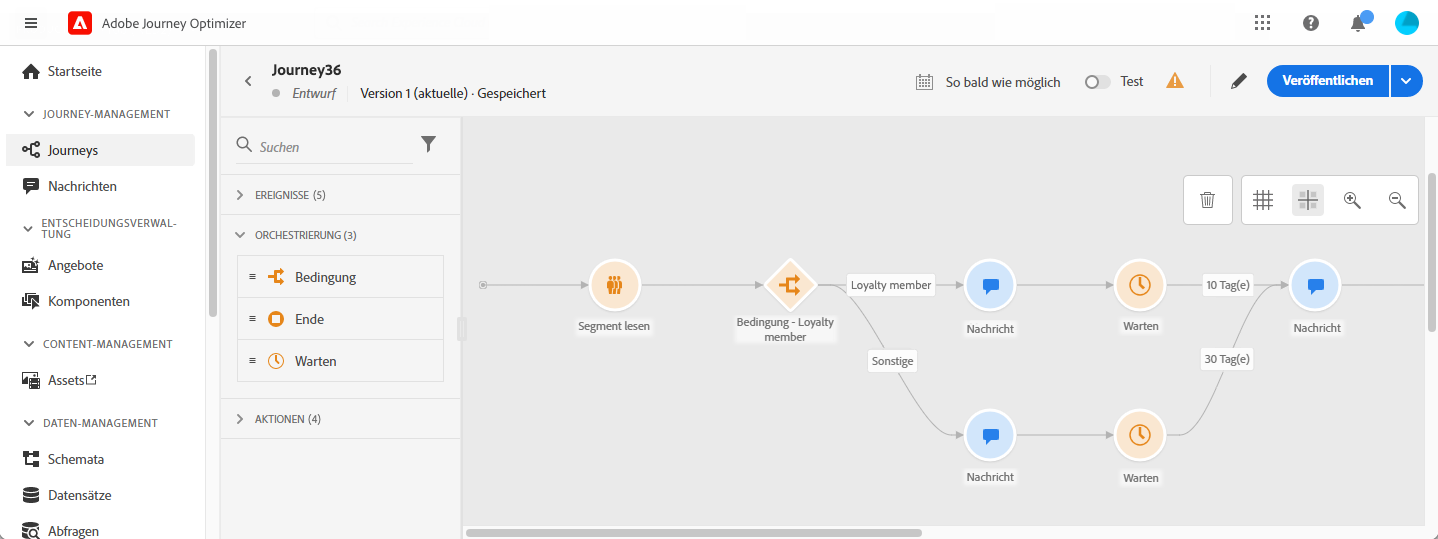 Adobe Journey Optimizer
Startseite
JOURNEY-MANAGEMENT
Journeys
Nachrichten
ENTSCHEIDUNGSVERWAL-
TUNG
Angebote
Komponenten
CONTENT-MANAGEMENT
Assets
DATEN-MANAGEMENT
Schemata
Datensätze
Abfragen
Journey36
Entwurf
Version 1 (aktuelle) · Gespeichert
So bald wie möglich
Test
Veröffentlichen
Suchen
EREIGNISSE (5)
ORCHESTRIERUNG (3)
Bedingung
Ende
Warten
AKTIONEN (4)
Segment lesen
Bedingung - Loyalty
member
Loyalty member
Sonstige
Nachricht
Warten
10 Tag(e)
Nachricht
30 Tag(e)
Nachricht
Warten